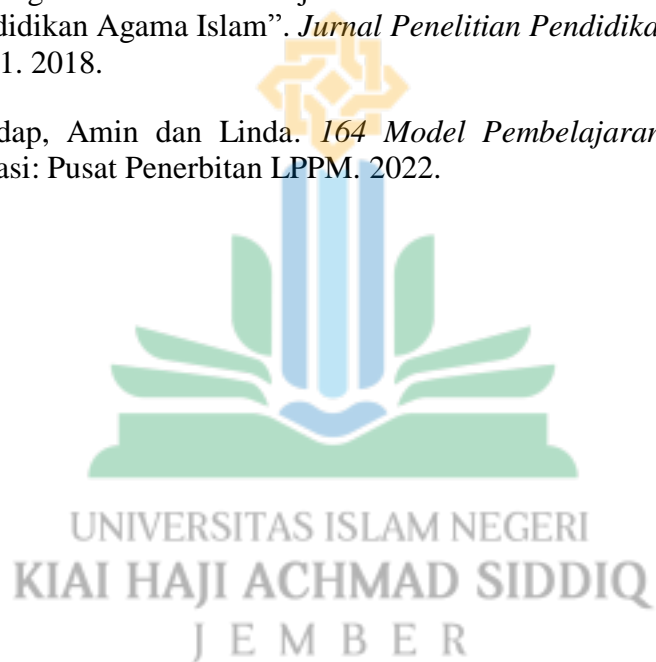 didikan Agama Islam”. Jurnal Penelitian Pendidika
1. 2018.
dap, Amin dan Linda. 164 Model Pembelajaran
asi: Pusat Penerbitan LPPM. 2022.
UNIVERSITAS ISLAM NEGERI
KIAI HAJI ACHMAD SIDDIQ
JEMBER